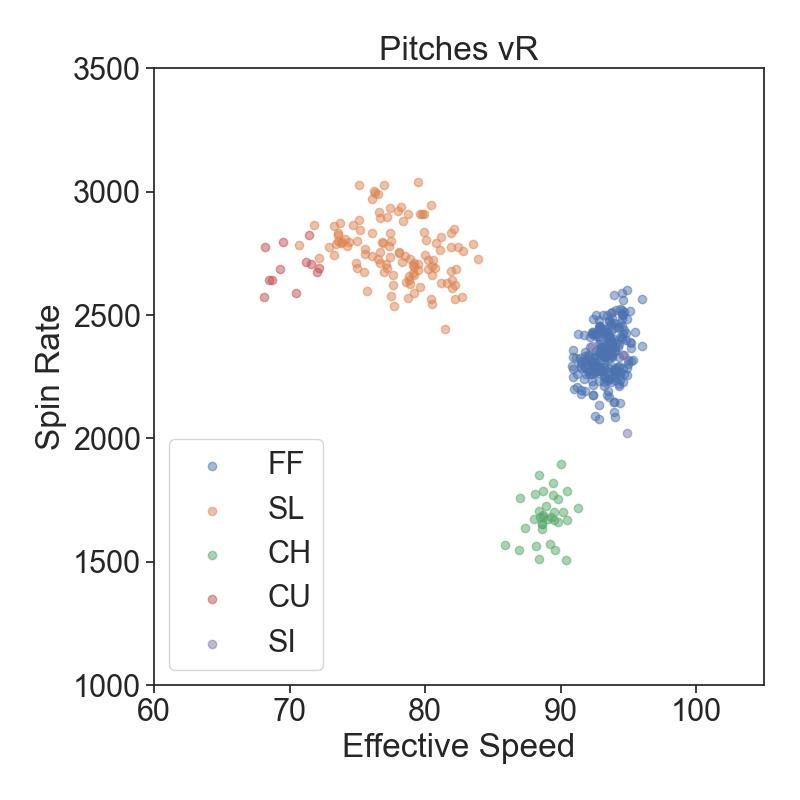 Pitches vR
3500
3000
2500
2000
1500
1000
Spin Rate
FF
SL
CH
CU
SI
60 70 80 90 100
Effective Speed